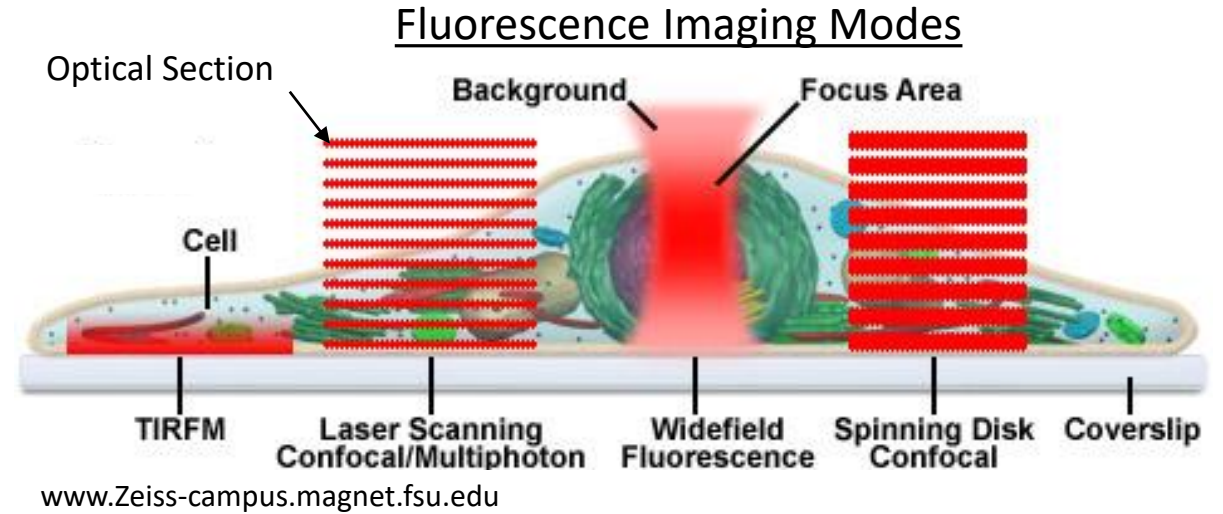 Fluorescence Imaging Modes
Optical Section
Background
Focus Area
Cell
TIRFM
Laser Scanning
Confocal/Multiphoton
Widefield
Fluorescence
Spinning Disk
Confocal
Coverslip
www.Zeiss-campus.magnet.fsu.edu